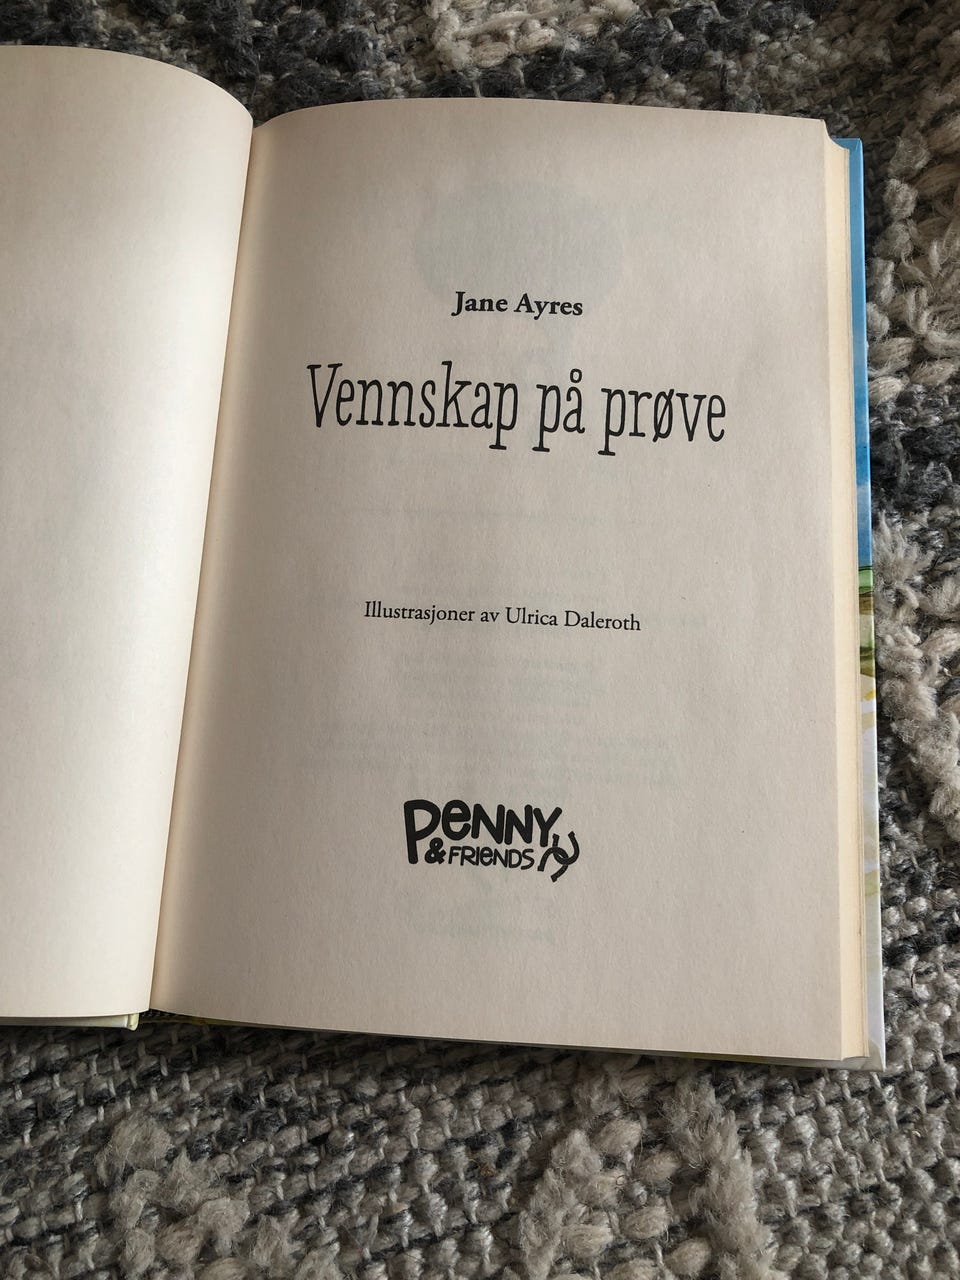 Jane Ayres
Vennskap på prøve
Illustrasjoner av Ulrica Daleroth
PENNY
& FRIENDS